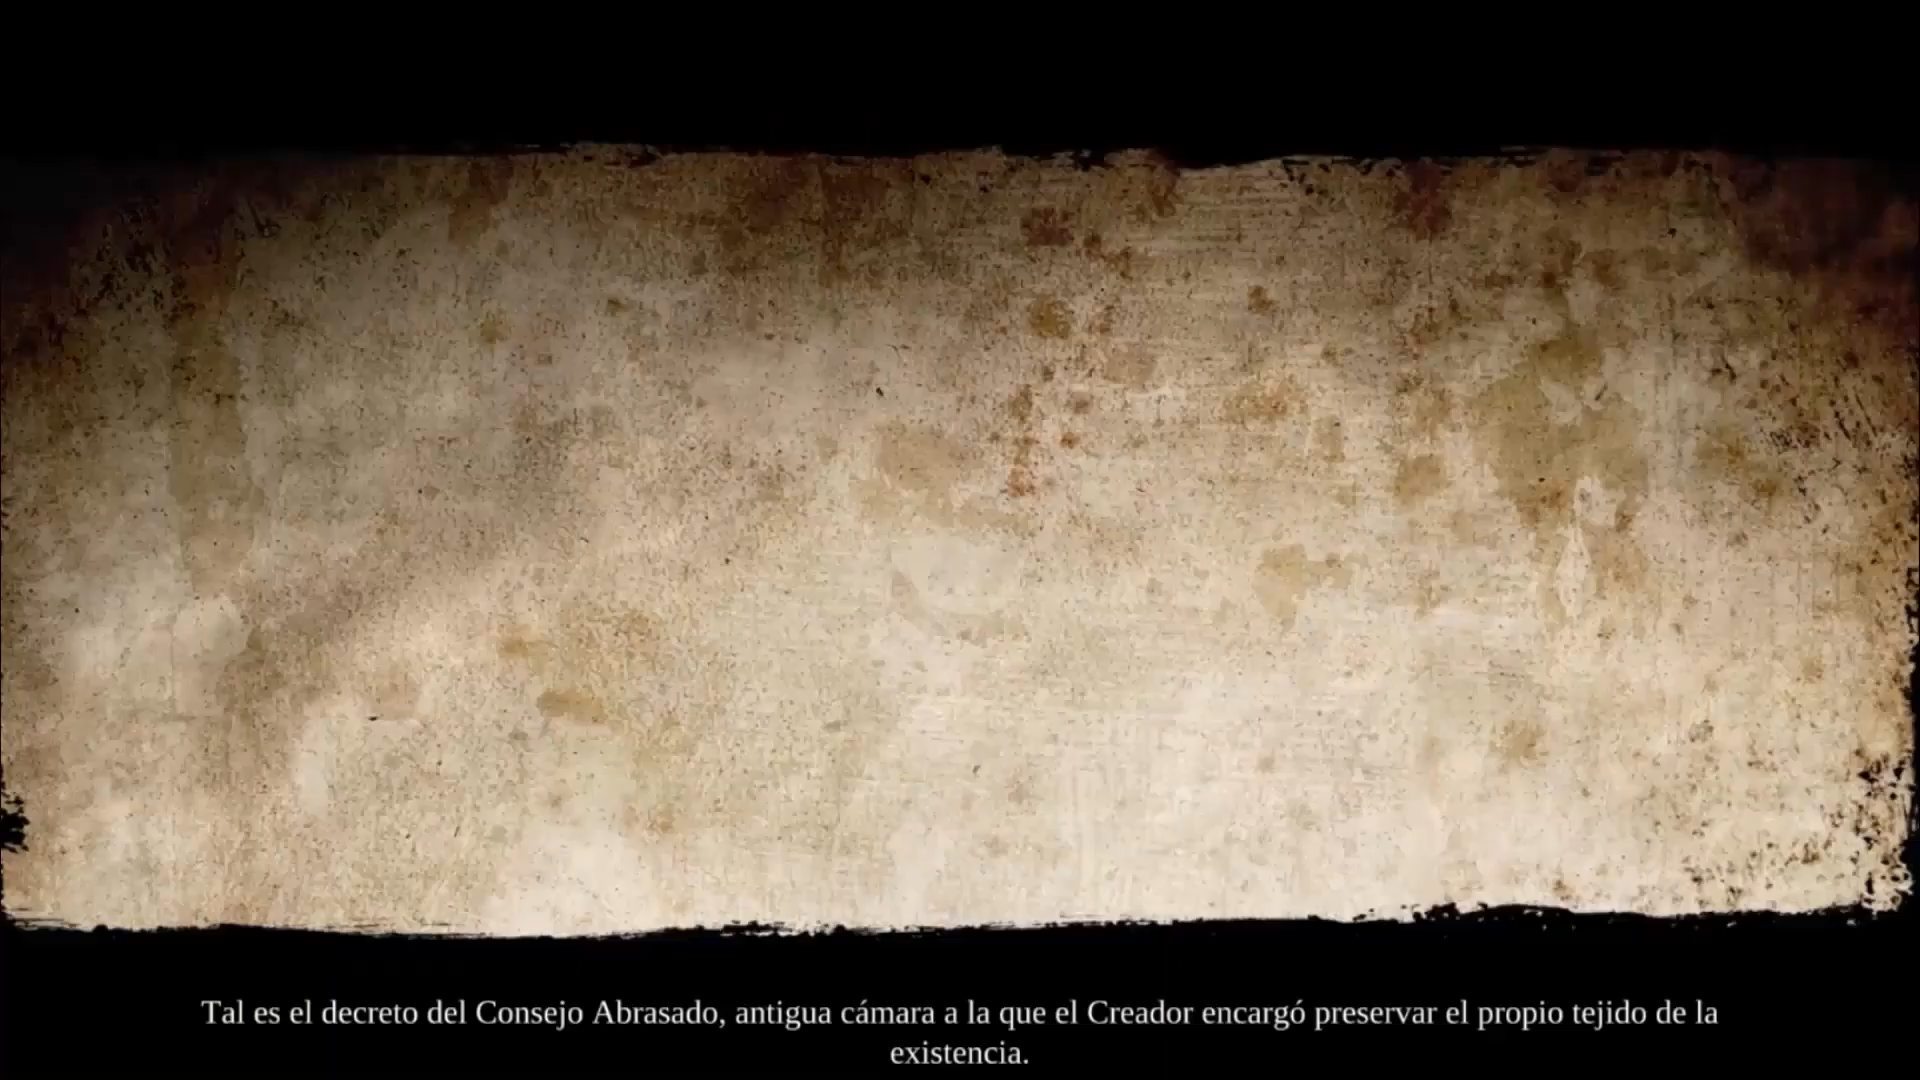 Tal es el decreto del Consejo Abrasado, antigua cámara a la que el Creador encargó preservar el propio tejido de la
existencia.